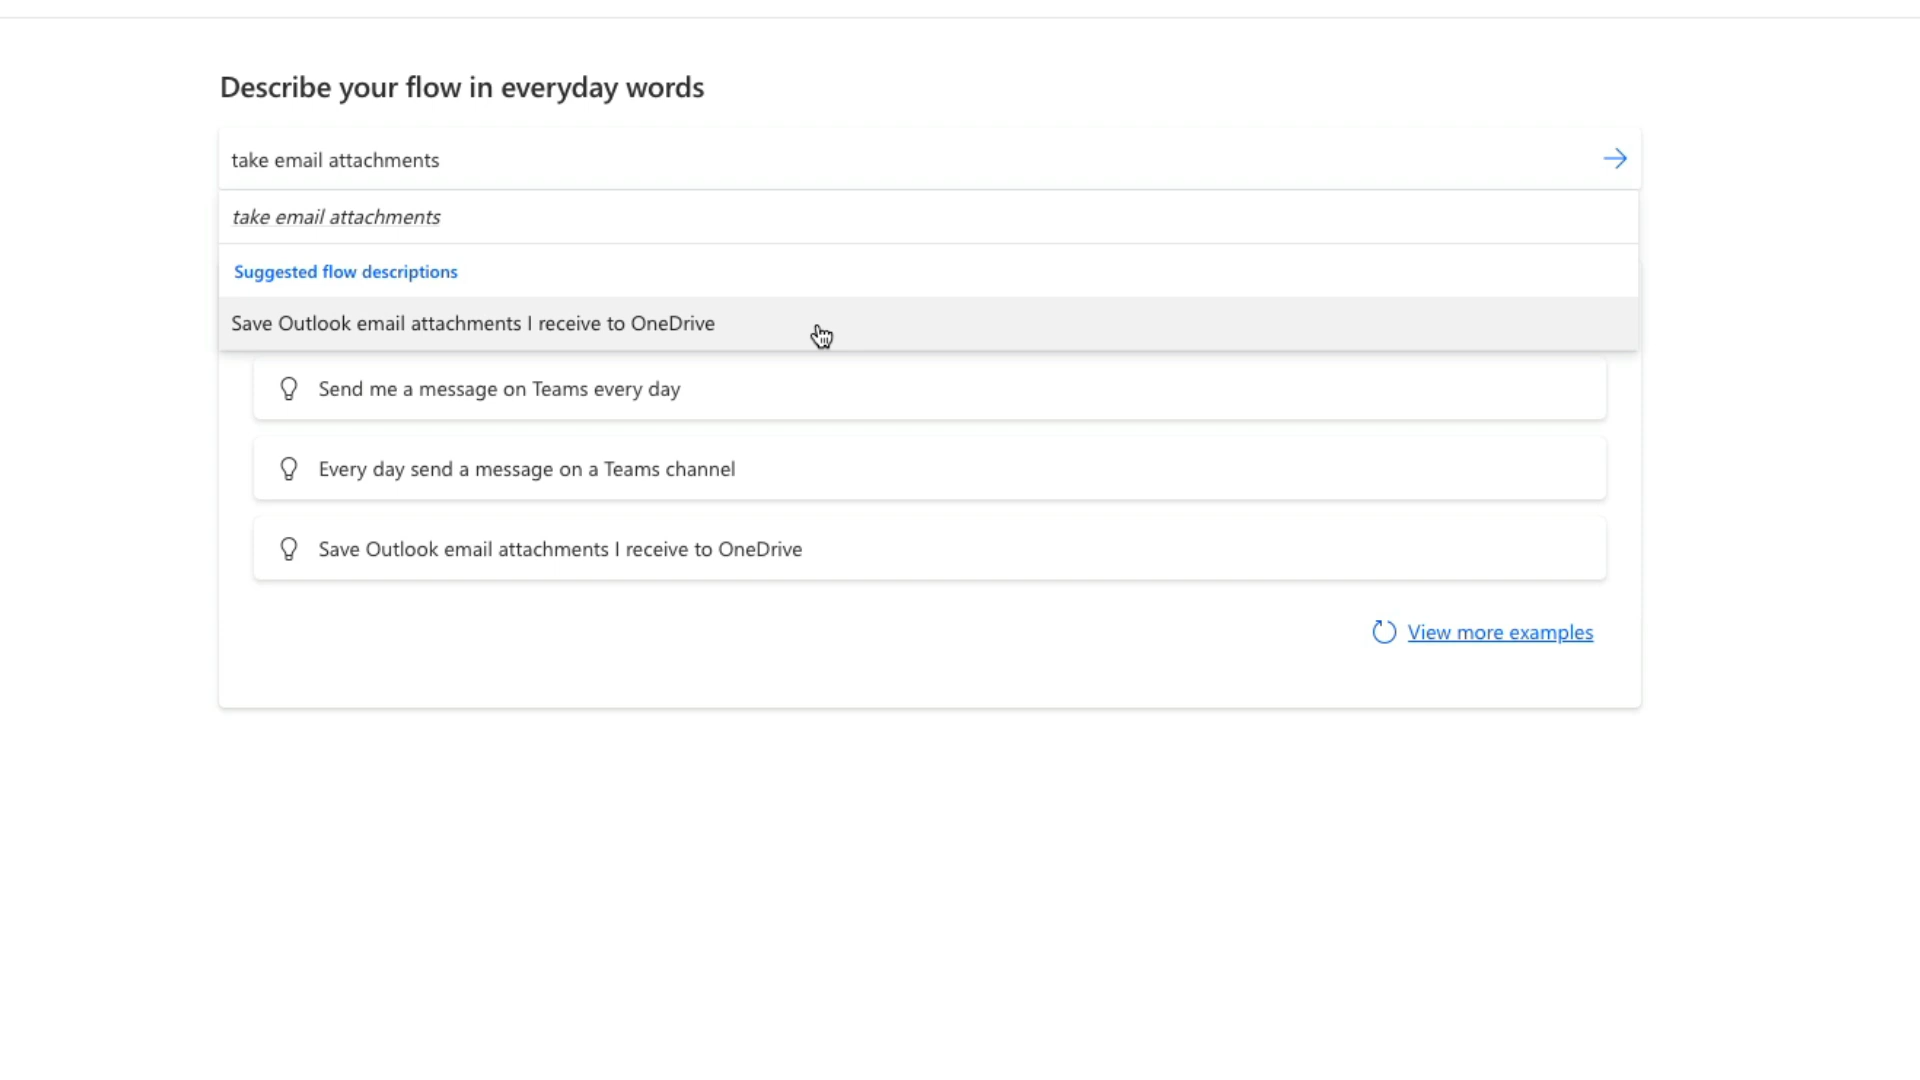 Describe your flow in everyday words
take email attachments
take email attachments
Suggested flow descriptions
Save Outlook email attachments I receive to OneDrive
Send me a message on Teams every day
Every day send a message on a Teams channel
Save Outlook email attachments I receive to OneDrive
View more examples